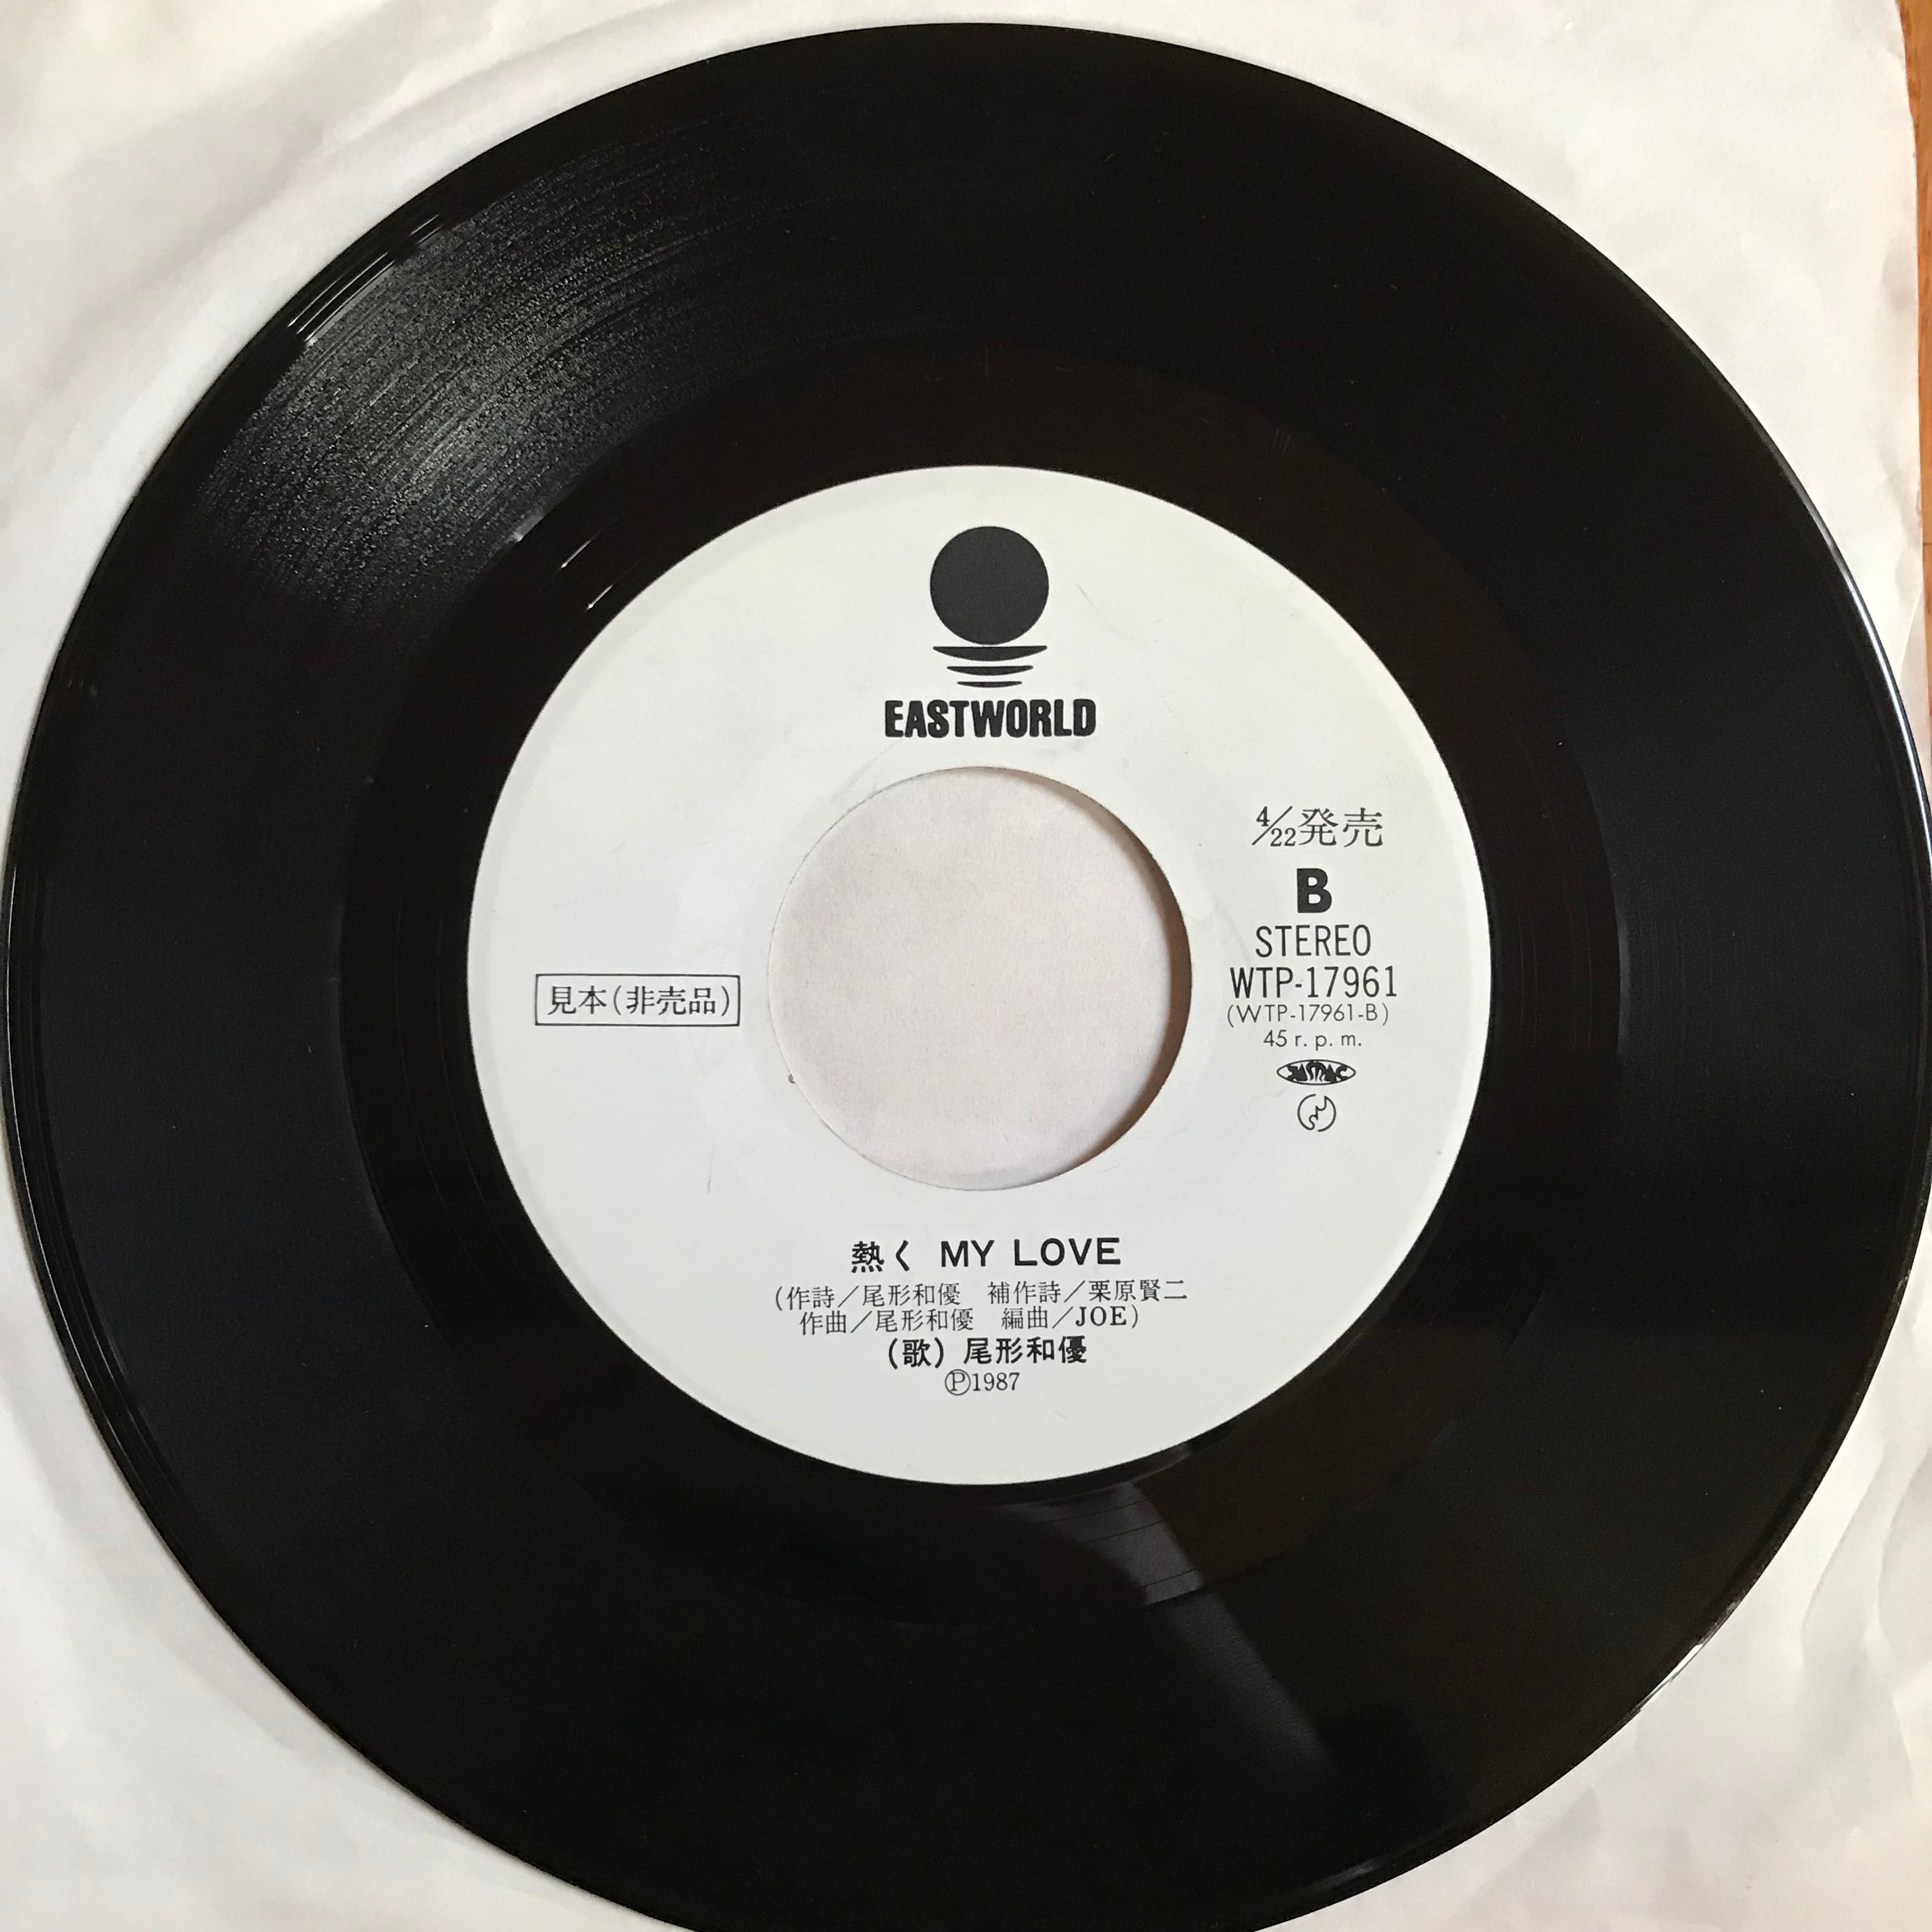 EASTWORLD
4/22発売
B
STEREO
WTP-17961
(WTP-17961-B)
45 r. p. m.
JASRAC
見本(非売品)
熱く MY LOVE
(作詩/尾形和優 補作詩/栗原賢二
作曲/尾形和優 編曲/JOE)
(歌) 尾形和優
Ⓟ1987